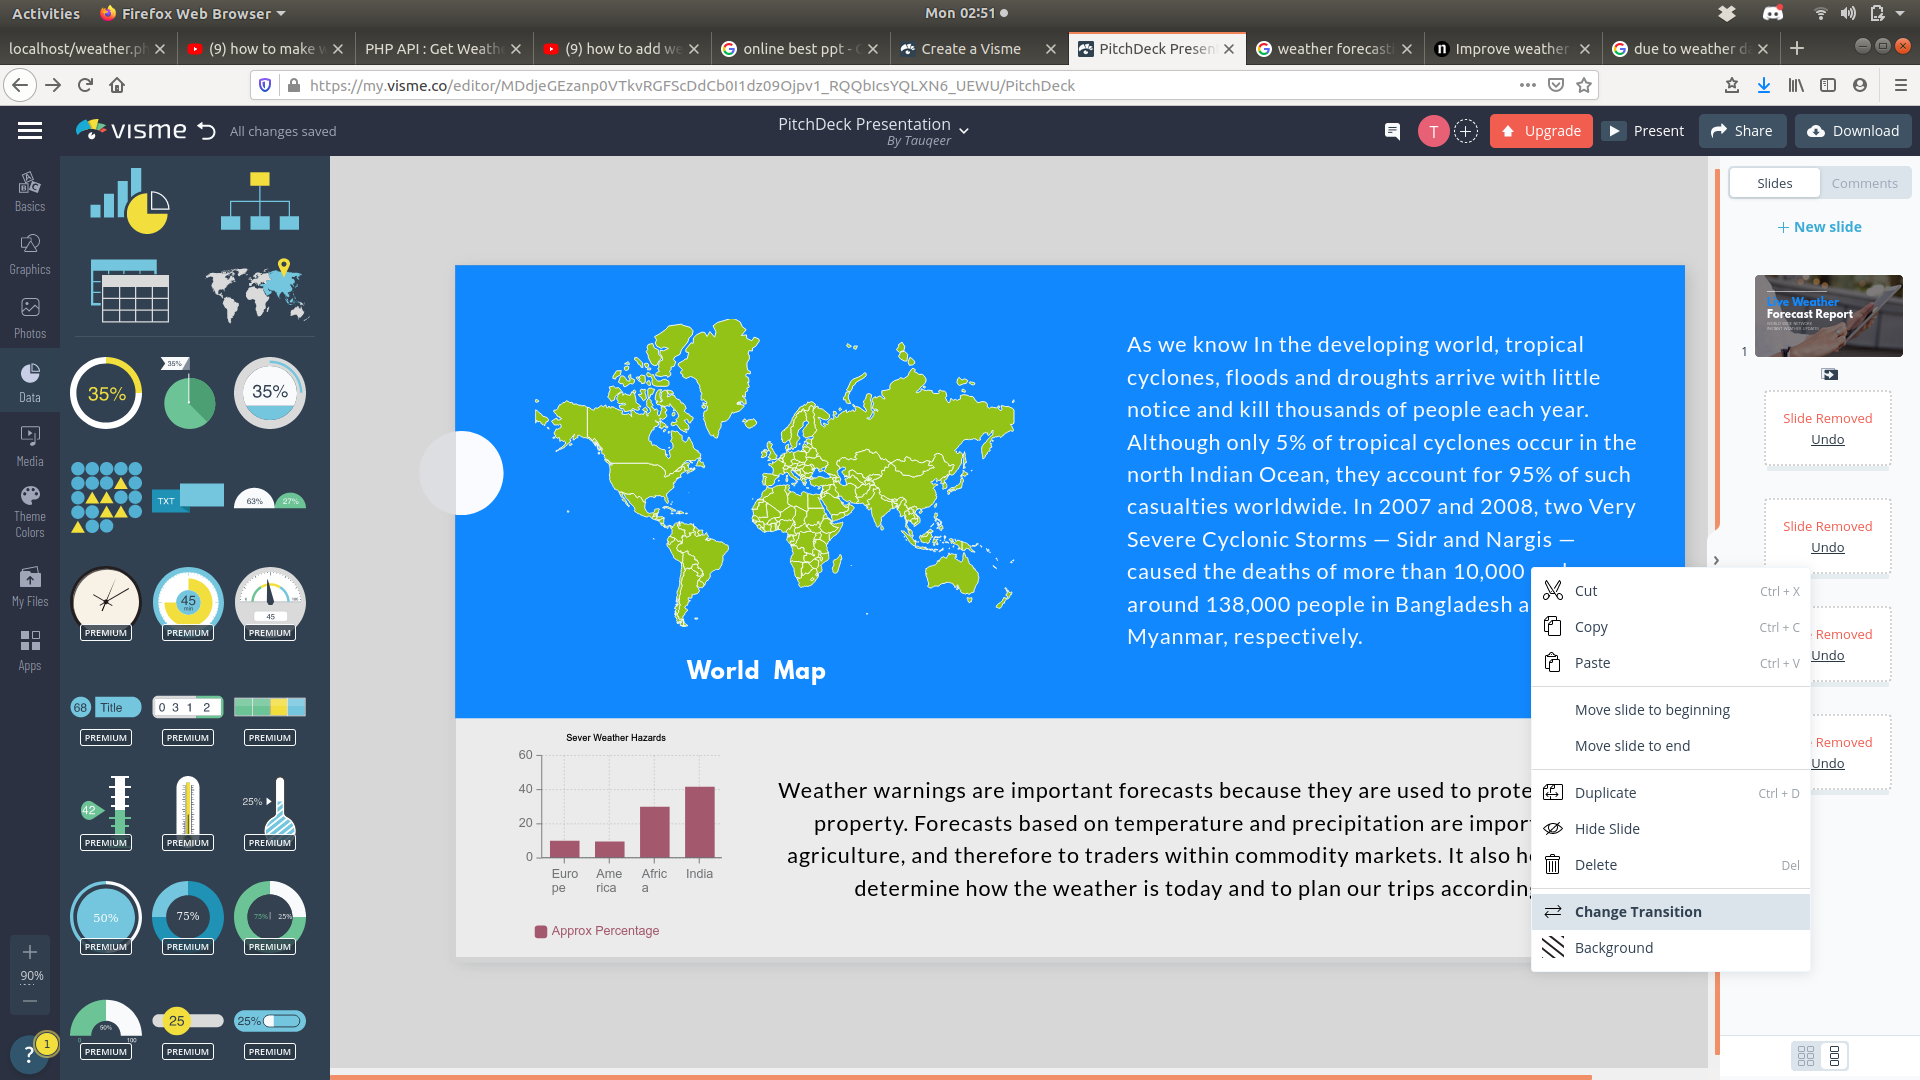 Activities
Firefox Web Browser
Mon 02:51
localhost/weather.ph
(9) how to make w
PHP API : Get Weathe
(9) how to add we
online best ppt - G
Create a Visme
PitchDeck Presen
weather forecasti
Improve weather
due to weather d
https://my.visme.co/editor/MDdjeGEzanp0VTkvRGFScDdCb0I1dz09Ojpv1_RQQbIcsYQLXN6_UEWU/PitchDeck
visme
All changes saved
PitchDeck Presentation
By Tauqeer
T
Upgrade
Present
Share
Download
Basics
Graphics
Photos
Data
Media
Theme
Colors
My Files
Apps
90%
?
1
35%
35%
35%
TXT
63%
27%
45
min
45
PREMIUM
PREMIUM
PREMIUM
68
Title
0 3 1 2
PREMIUM
PREMIUM
PREMIUM
42
25%
PREMIUM
PREMIUM
PREMIUM
50%
75%
75%
25%
PREMIUM
PREMIUM
PREMIUM
50%
0
100
25
25%
PREMIUM
PREMIUM
PREMIUM
World Map
As we know In the developing world, tropical
cyclones, floods and droughts arrive with little
notice and kill thousands of people each year.
Although only 5% of tropical cyclones occur in the
north Indian Ocean, they account for 95% of such
casualties worldwide. In 2007 and 2008, two Very
Severe Cyclonic Storms — Sidr and Nargis —
caused the deaths of more than 10,000
around 138,000 people in Bangladesh a
Myanmar, respectively.
Sever Weather Hazards
60
40
20
0
Euro
pe
Ame
rica
Afric
a
India
Approx Percentage
Weather warnings are important forecasts because they are used to prote
property. Forecasts based on temperature and precipitation are impor
agriculture, and therefore to traders within commodity markets. It also he
determine how the weather is today and to plan our trips according
Cut
Ctrl + X
Copy
Ctrl + C
Paste
Ctrl + V
Move slide to beginning
Move slide to end
Duplicate
Ctrl + D
Hide Slide
Delete
Del
Change Transition
Background
Slides
Comments
New slide
1
Live Weather
Forecast Report
Slide Removed
Undo
Slide Removed
Undo
Removed
Undo
Removed
Undo